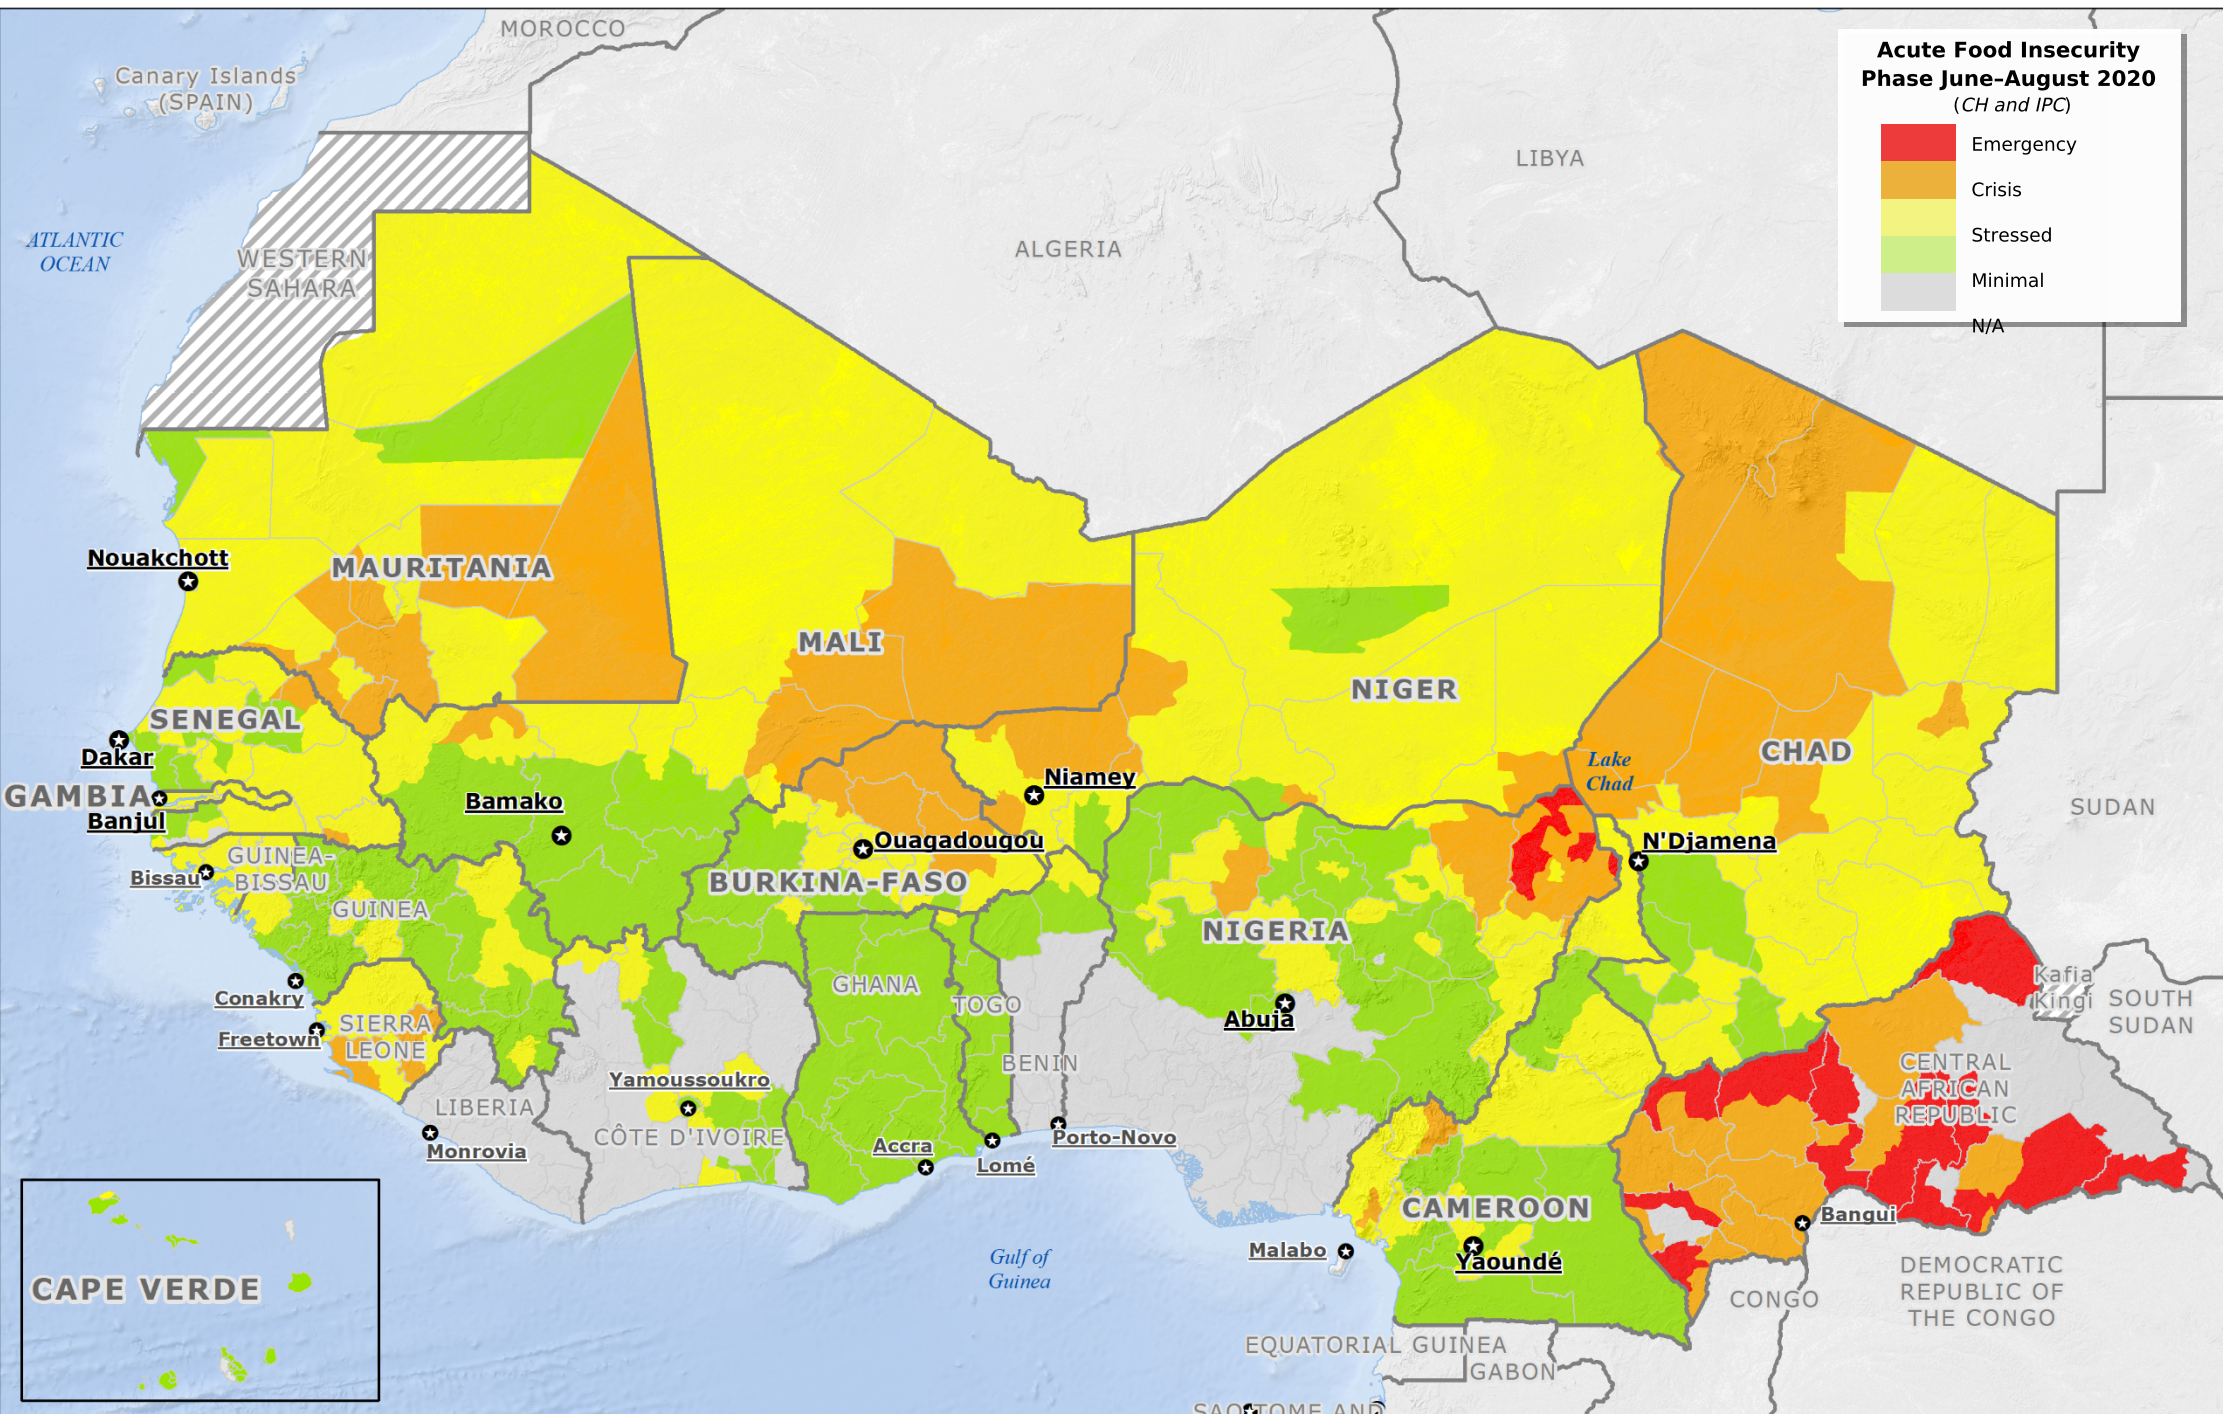 MOROCCO
Canary Islands
(SPAIN)
Acute Food Insecurity
Phase June–August 2020
(CH and IPC)
Emergency
Crisis
Stressed
Minimal
N/A
LIBYA
ALGERIA
ATLANTIC
OCEAN
WESTERN
SAHARA
Nouakchott
MAURITANIA
MALI
NIGER
CHAD
SENEGAL
Dakar
Lake
Chad
Niamey
GAMBIA
Banjul
Bamako
SUDAN
Ouagadougou
N'Djamena
GUINEA-
BISSAU
Bissau
BURKINA-FASO
GUINEA
NIGERIA
Kafia
Kingi
SOUTH
SUDAN
Conakry
GHANA
TOGO
Abuja
Freetown
SIERRA
LEONE
BENIN
CENTRAL
AFRICAN
REPUBLIC
Yamoussoukro
LIBERIA
CÔTE D'IVOIRE
Monrovia
Accra
Lomé
Porto-Novo
CAMEROON
Bangui
Malabo
Yaoundé
Gulf of
Guinea
CAPE VERDE
DEMOCRATIC
REPUBLIC OF
THE CONGO
CONGO
EQUATORIAL GUINEA
GABON
SAO TOME AND